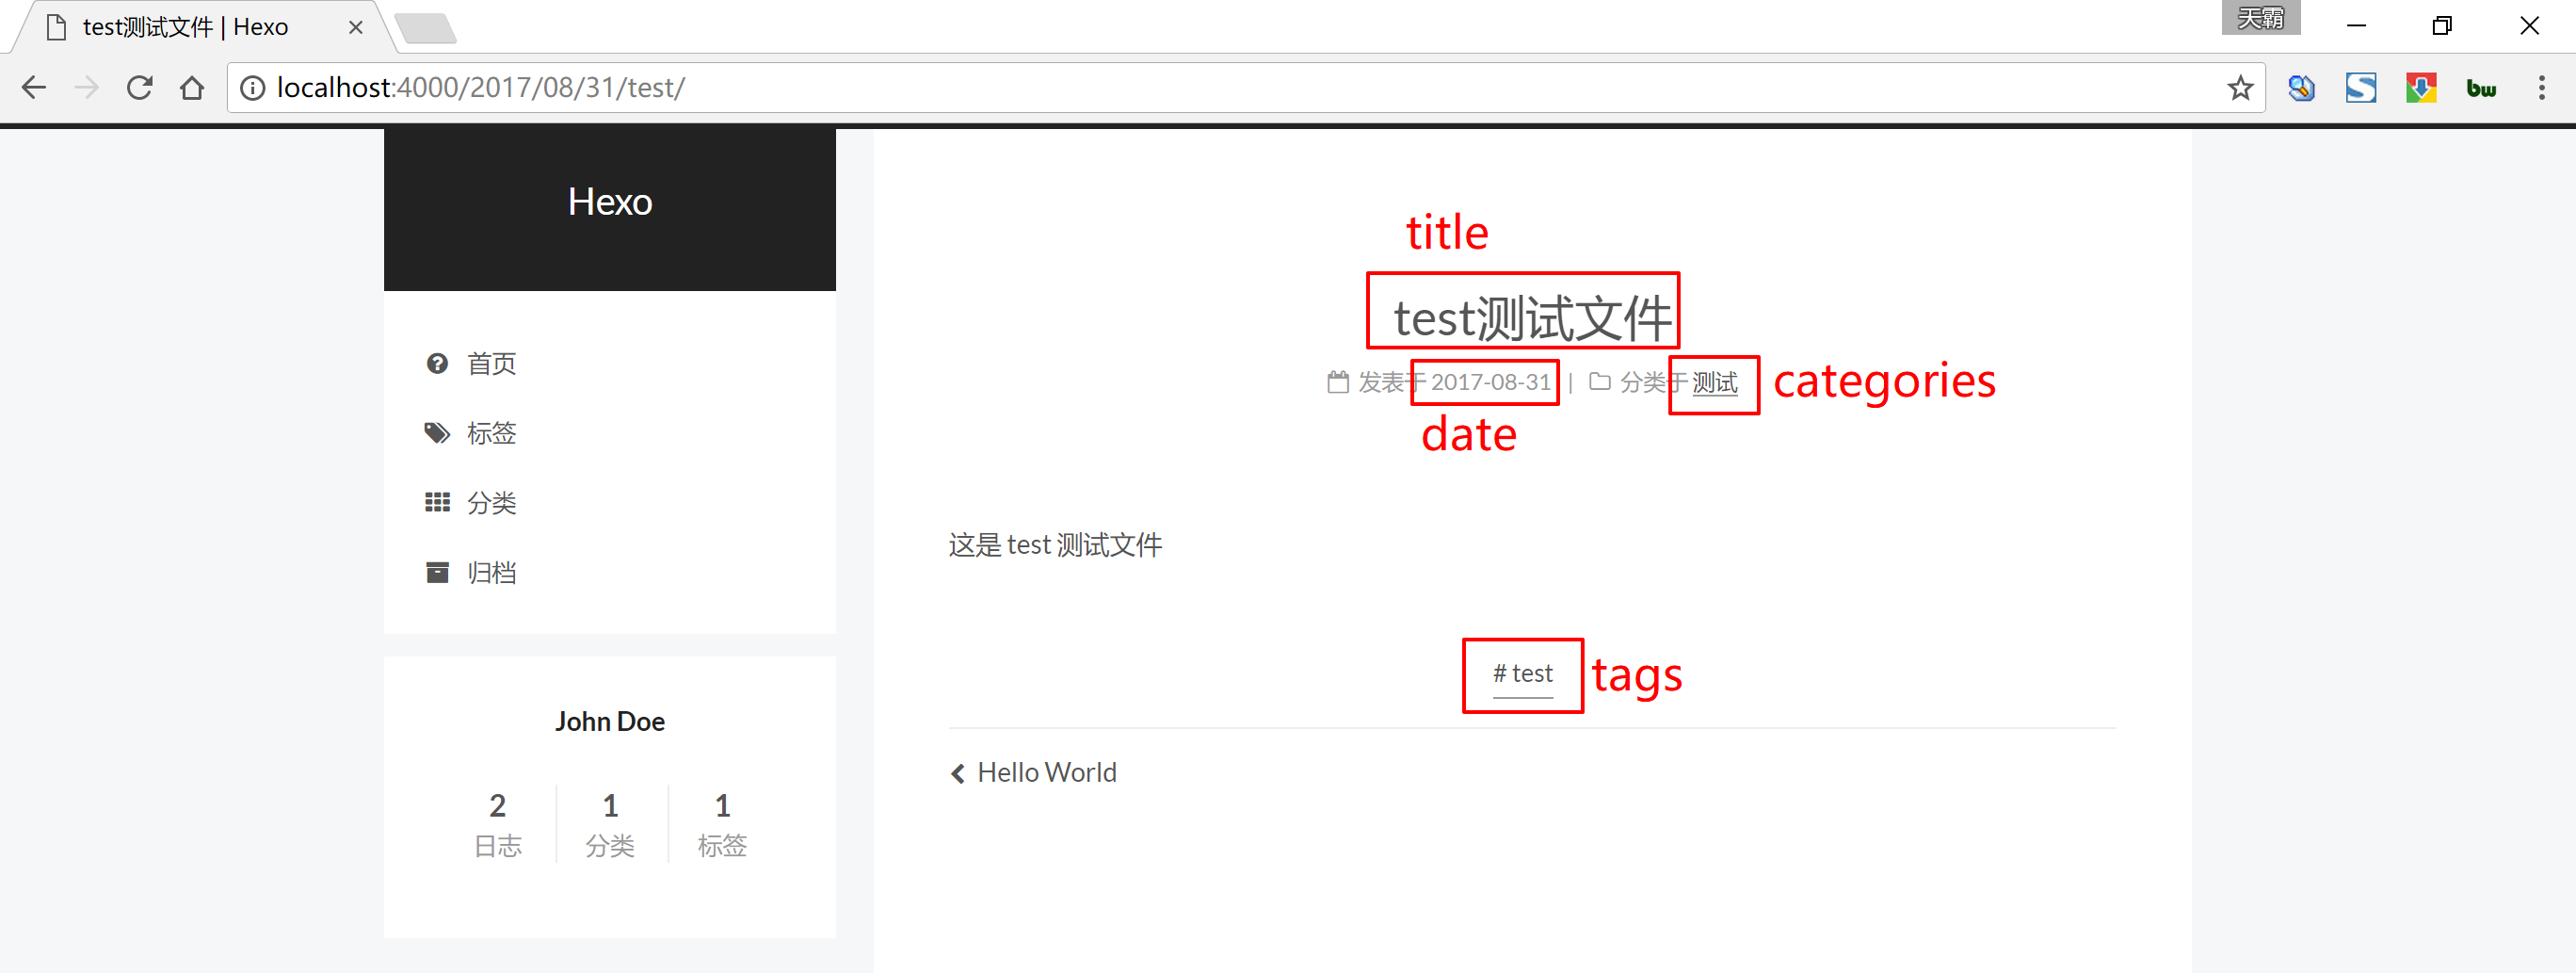 test测试文件 | Hexo
天霸
localhost:4000/2017/08/31/test/
bw
Hexo
首页
标签
分类
归档
John Doe
2 1 1
日志 分类 标签
title
test测试文件
发表于 2017-08-31 | 分类于 测试 categories
date
这是 test 测试文件
# test tags
Hello World